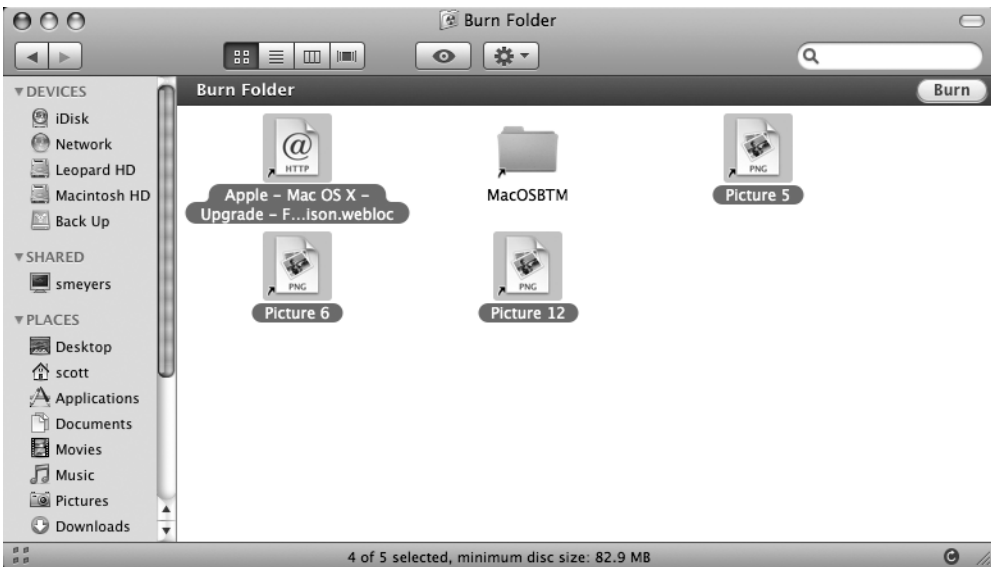 Burn Folder
DEVICES
iDisk
Network
Leopard HD
Macintosh HD
Back Up
SHARED
smeyers
PLACES
Desktop
scott
Applications
Documents
Movies
Music
Pictures
Downloads
Burn Folder
Burn
@
HTTP
Apple – Mac OS X –
Upgrade – F...ison.webloc
MacOSBTM
PNG
Picture 5
PNG
Picture 6
PNG
Picture 12
4 of 5 selected, minimum disc size: 82.9 MB